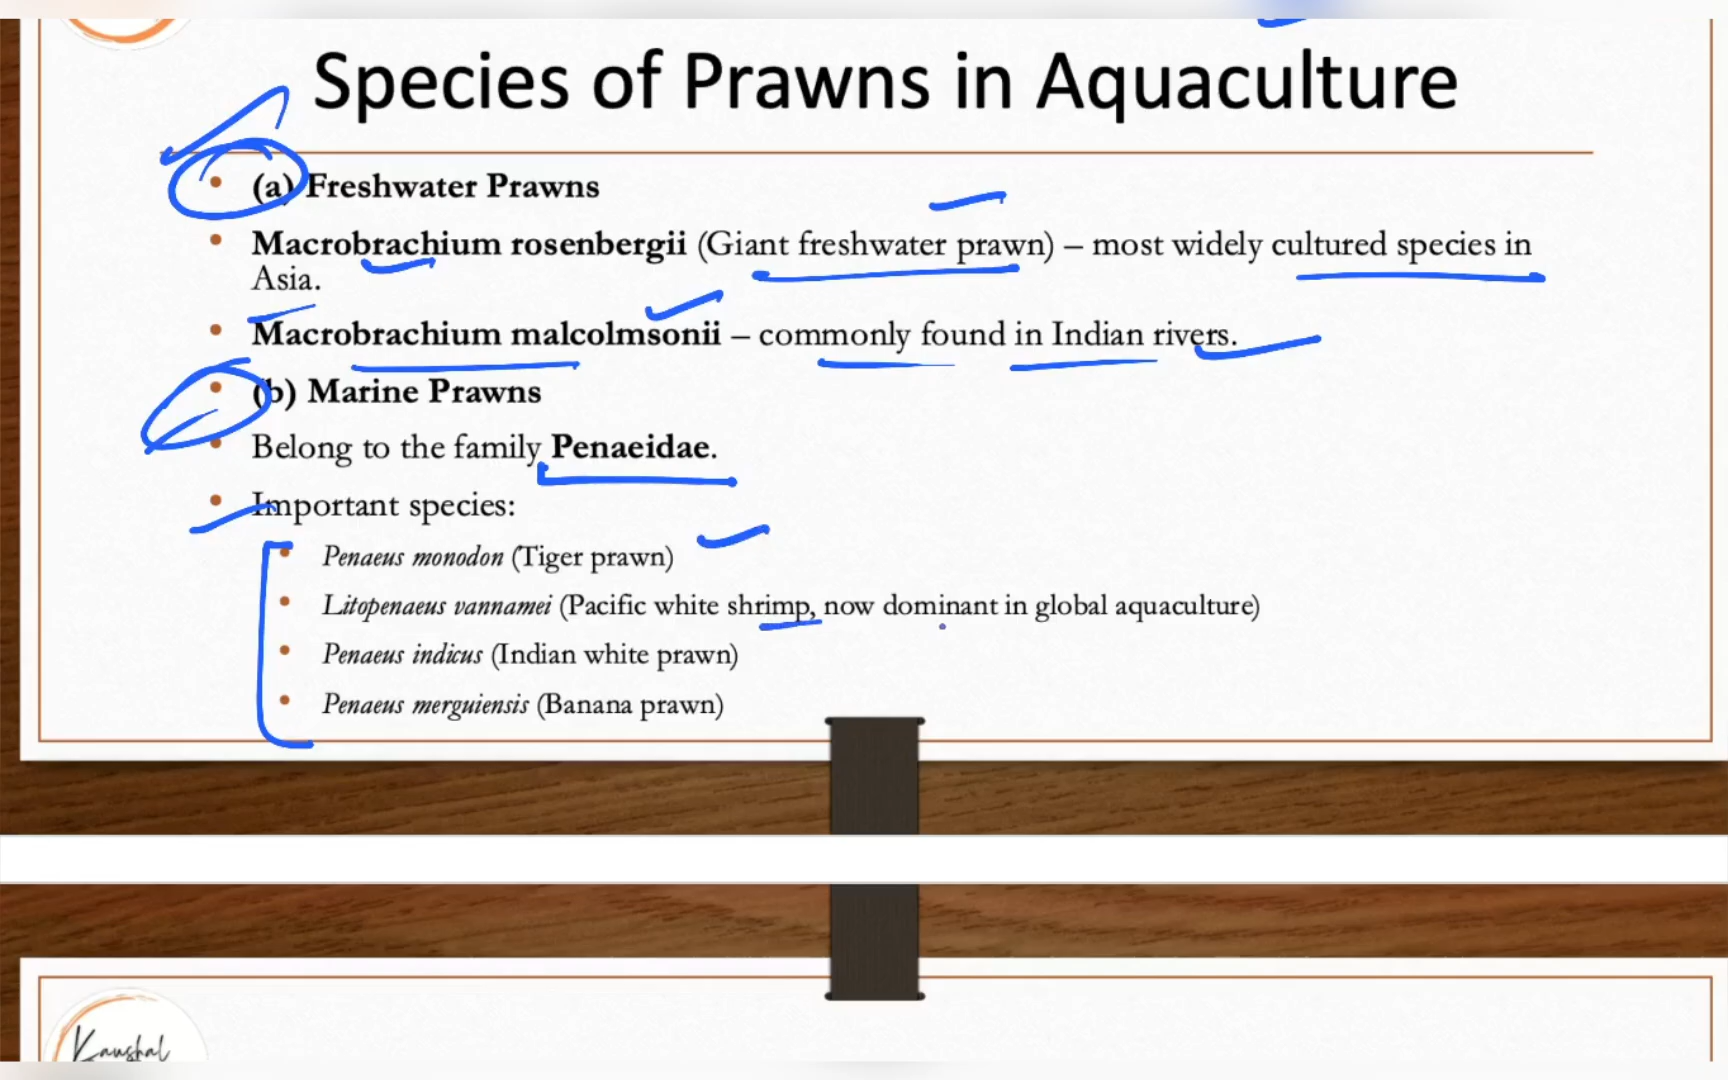 Species of Prawns in Aquaculture
• (a) Freshwater Prawns
• Macrobrachium rosenbergii (Giant freshwater prawn) – most widely cultured species in
Asia.
• Macrobrachium malcolmsonii – commonly found in Indian rivers.
• (b) Marine Prawns
• Belong to the family Penaeidae.
• Important species:
• Penaeus monodon (Tiger prawn)
• Litopenaeus vannamei (Pacific white shrimp, now dominant in global aquaculture)
• Penaeus indicus (Indian white prawn)
• Penaeus merguiensis (Banana prawn)
Kaushal